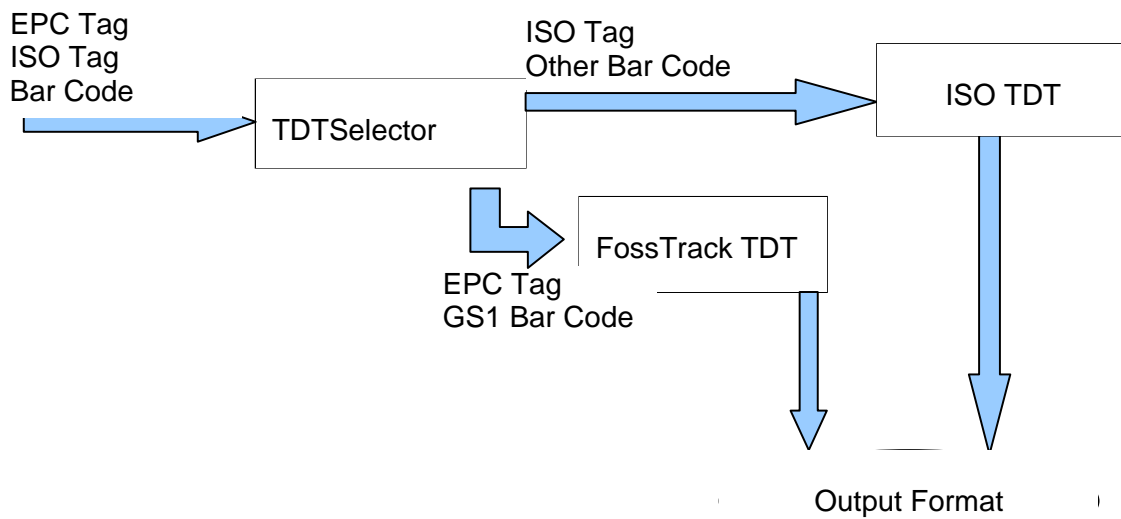 EPC Tag
ISO Tag
Bar Code
TDTSelector
ISO Tag
Other Bar Code
ISO TDT
FossTrack TDT
EPC Tag
GS1 Bar Code
Output Format